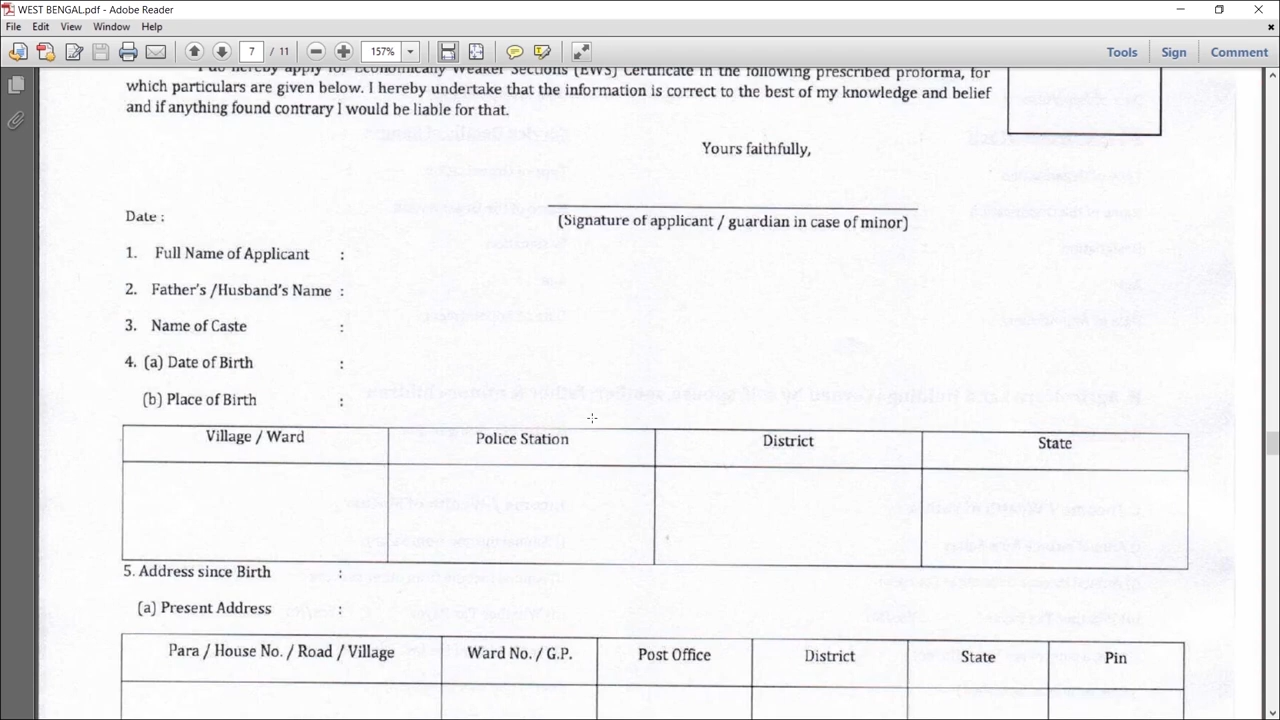 WEST BENGAL.pdf - Adobe Reader
File Edit View Window Help
7 / 11 157% Tools Sign Comment
I do hereby apply for Economically Weaker Sections (EWS) Certificate in the following prescribed proforma, for
which particulars are given below. I hereby undertake that the information is correct to the best of my knowledge and belief
and if anything found contrary I would be liable for that.
Yours faithfully,
Date :
(Signature of applicant / guardian in case of minor)
1. Full Name of Applicant :
2. Father's /Husband's Name :
3. Name of Caste :
4. (a) Date of Birth :
(b) Place of Birth :
Village / Ward Police Station District State
5. Address since Birth :
(a) Present Address :
Para / House No. / Road / Village Ward No. / G.P. Post Office District State Pin